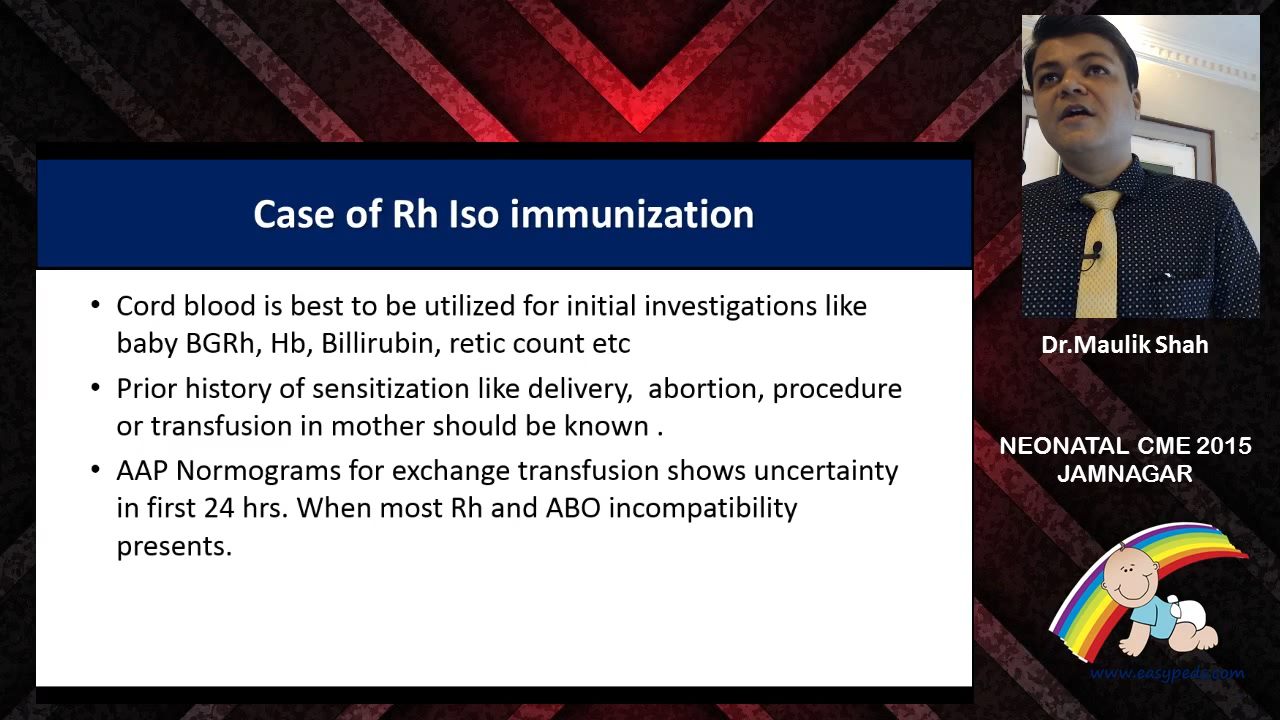 Case of Rh Iso immunization
• Cord blood is best to be utilized for initial investigations like
baby BGRh, Hb, Billirubin, retic count etc
• Prior history of sensitization like delivery, abortion, procedure
or transfusion in mother should be known .
• AAP Normograms for exchange transfusion shows uncertainty
in first 24 hrs. When most Rh and ABO incompatibility
presents.
Dr.Maulik Shah
NEONATAL CME 2015
JAMNAGAR
www.easypeds.com